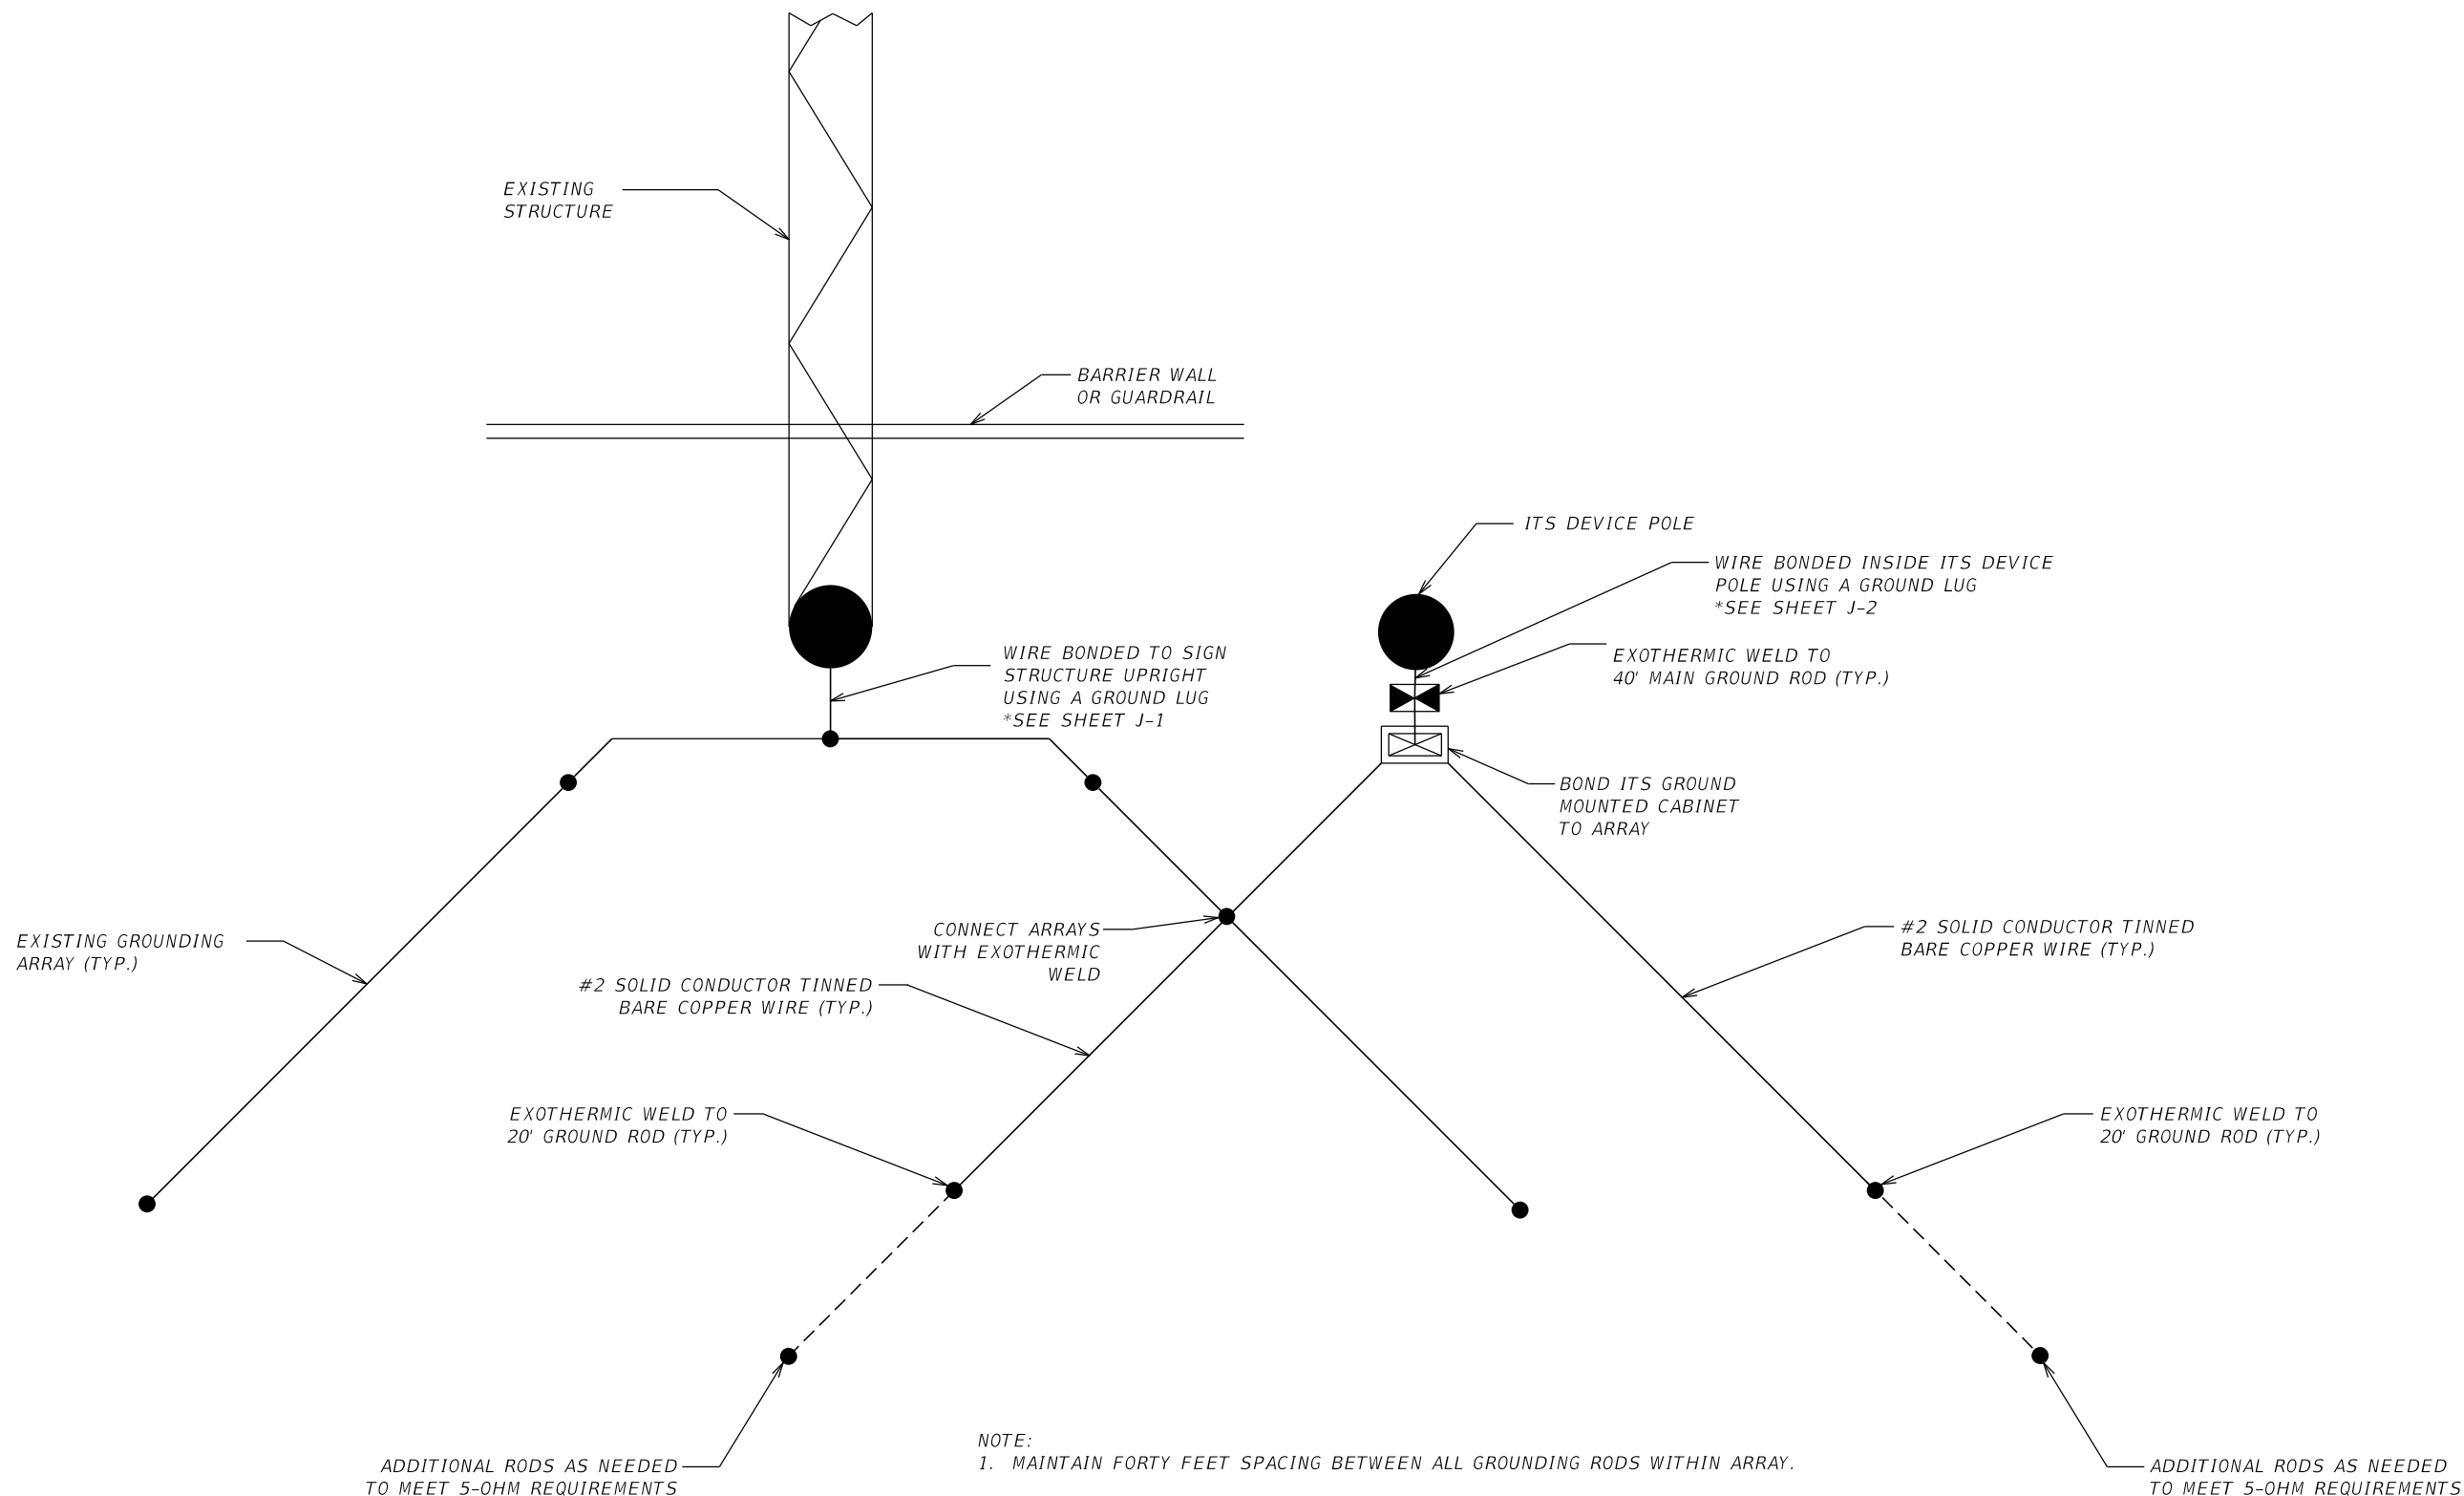 EXISTING
STRUCTURE
BARRIER WALL
OR GUARDRAIL
ITS DEVICE POLE
WIRE BONDED INSIDE ITS DEVICE
POLE USING A GROUND LUG
*SEE SHEET J-2
WIRE BONDED TO SIGN
STRUCTURE UPRIGHT
USING A GROUND LUG
*SEE SHEET J-1
EXOTHERMIC WELD TO
40' MAIN GROUND ROD (TYP.)
BOND ITS GROUND
MOUNTED CABINET
TO ARRAY
EXISTING GROUNDING
ARRAY (TYP.)
CONNECT ARRAYS
WITH EXOTHERMIC
WELD
#2 SOLID CONDUCTOR TINNED
BARE COPPER WIRE (TYP.)
#2 SOLID CONDUCTOR TINNED
BARE COPPER WIRE (TYP.)
EXOTHERMIC WELD TO
20' GROUND ROD (TYP.)
EXOTHERMIC WELD TO
20' GROUND ROD (TYP.)
ADDITIONAL RODS AS NEEDED
TO MEET 5-OHM REQUIREMENTS
NOTE:
1. MAINTAIN FORTY FEET SPACING BETWEEN ALL GROUNDING RODS WITHIN ARRAY.
ADDITIONAL RODS AS NEEDED
TO MEET 5-OHM REQUIREMENTS